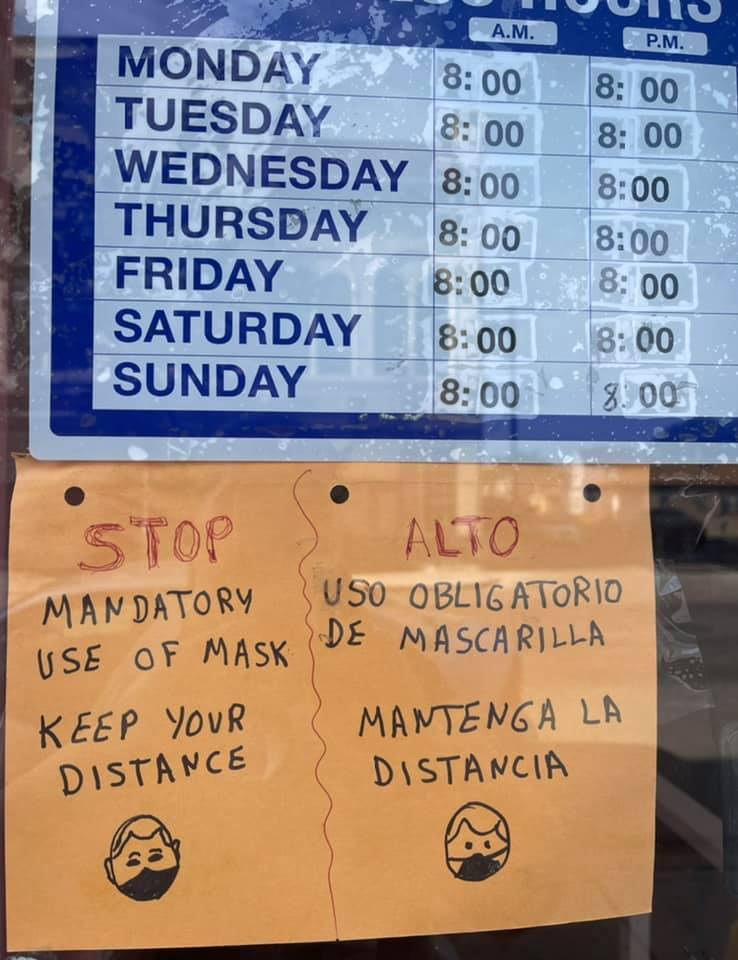 HOURS
A.M. P.M.
MONDAY 8:00 8:00
TUESDAY 8:00 8:00
WEDNESDAY 8:00 8:00
THURSDAY 8:00 8:00
FRIDAY 8:00 8:00
SATURDAY 8:00 8:00
SUNDAY 8:00 8:00
STOP
MANDATORY
USE OF MASK
KEEP YOUR
DISTANCE
ALTO
USO OBLIGATORIO
DE MASCARILLA
MANTENGA LA
DISTANCIA